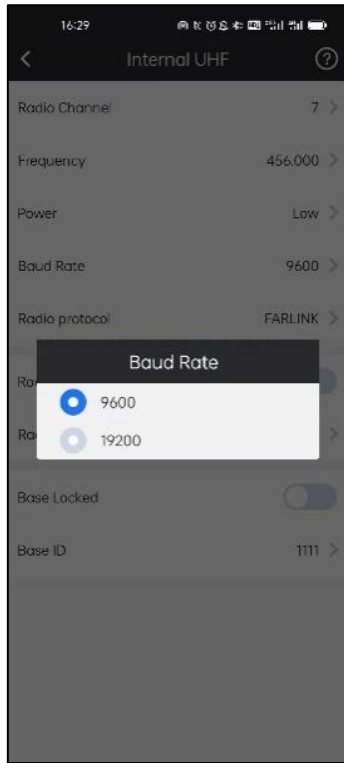 16:29
Internal UHF
Radio Channel 7
Frequency 456.000
Power Low
Baud Rate 9600
Radio protocol FARLINK
Baud Rate
9600
19200
Base Locked
Base ID 1111